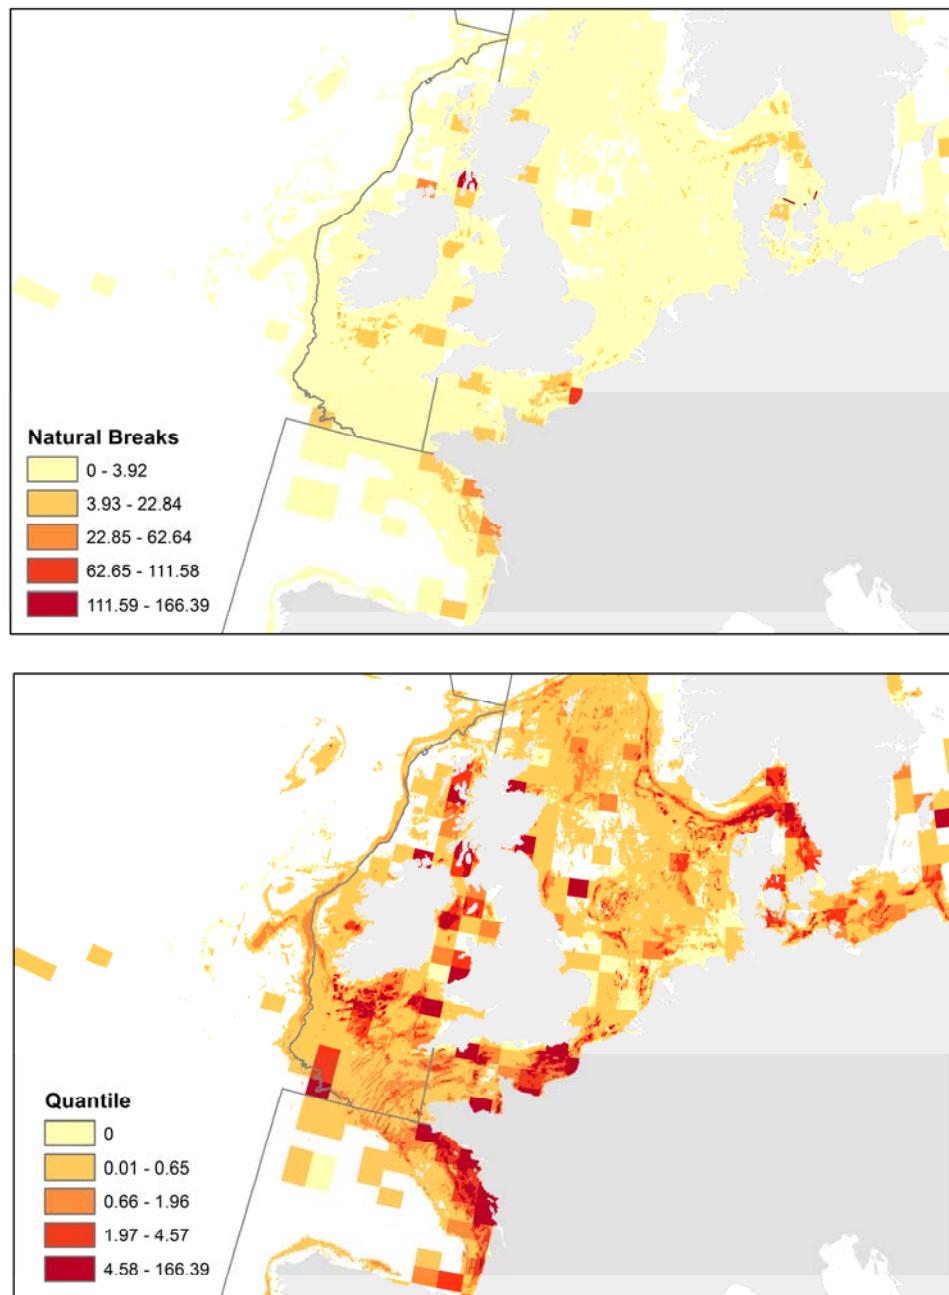 Natural Breaks
0 - 3.92
3.93 - 22.84
22.85 - 62.64
62.65 - 111.58
111.59 - 166.39
Quantile
0
0.01 - 0.65
0.66 - 1.96
1.97 - 4.57
4.58 - 166.39